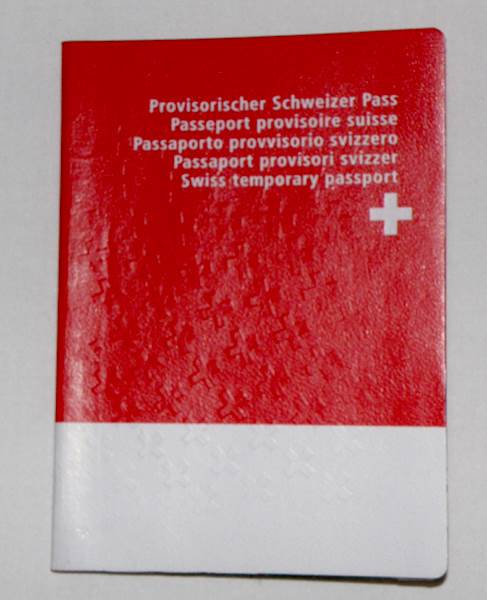 Provisorischer Schweizer Pass
Passeport provisoire suisse
Passaporto provvisorio svizzero
Passaport provisori svizzer
Swiss temporary passport